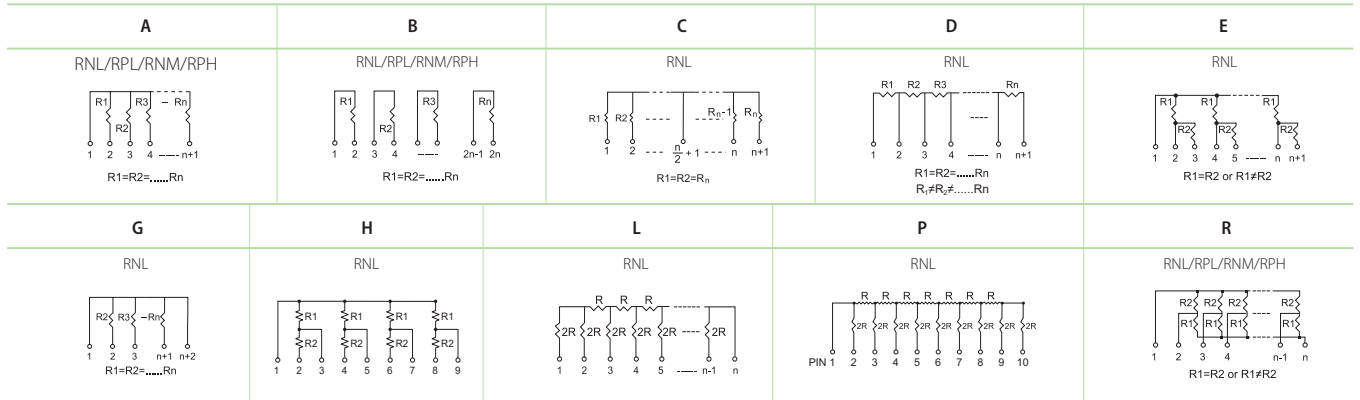 A B C D E
RNL/RPL/RNM/RPH RNL/RPL/RNM/RPH RNL RNL RNL
R1 R3 – Rn
R2
1 2 3 4 ----- n+1
R1=R2=......Rn
R1 R3 Rn
R2
1 2 3 4 ----- 2n-1 2n
R1=R2=......Rn
R1 R2 ---- ---- Rn-1 Rn
1 2 ---- n/2 + 1 ----- n n+1
R1=R2=Rn
R1 R2 R3 ------ Rn
----
1 2 3 4 ---- n n+1
R1=R2=......Rn
R1≠R2≠......Rn
R1 R1 R1
R2 R2 R2
1 2 3 4 5 ---- n n+1
R1=R2 or R1≠R2
G H L P R
RNL RNL RNL RNL RNL/RPL/RNM/RPH
R2 R3 –Rn
1 2 3 n+1 n+2
R1=R2=......Rn
R1 R1 R1 R1
R2 R2 R2 R2
1 2 3 4 5 6 7 8 9
R R R
2R 2R 2R 2R 2R ---- 2R
1 2 3 4 5 ----- n-1 n
R R R R R R R
2R 2R 2R 2R 2R 2R 2R 2R 2R
PIN 1 2 3 4 5 6 7 8 9 10
R2 R2 R2 R2
R1 R1 R1 ---- R1
1 2 3 4 n-1 n
R1=R2 or R1≠R2